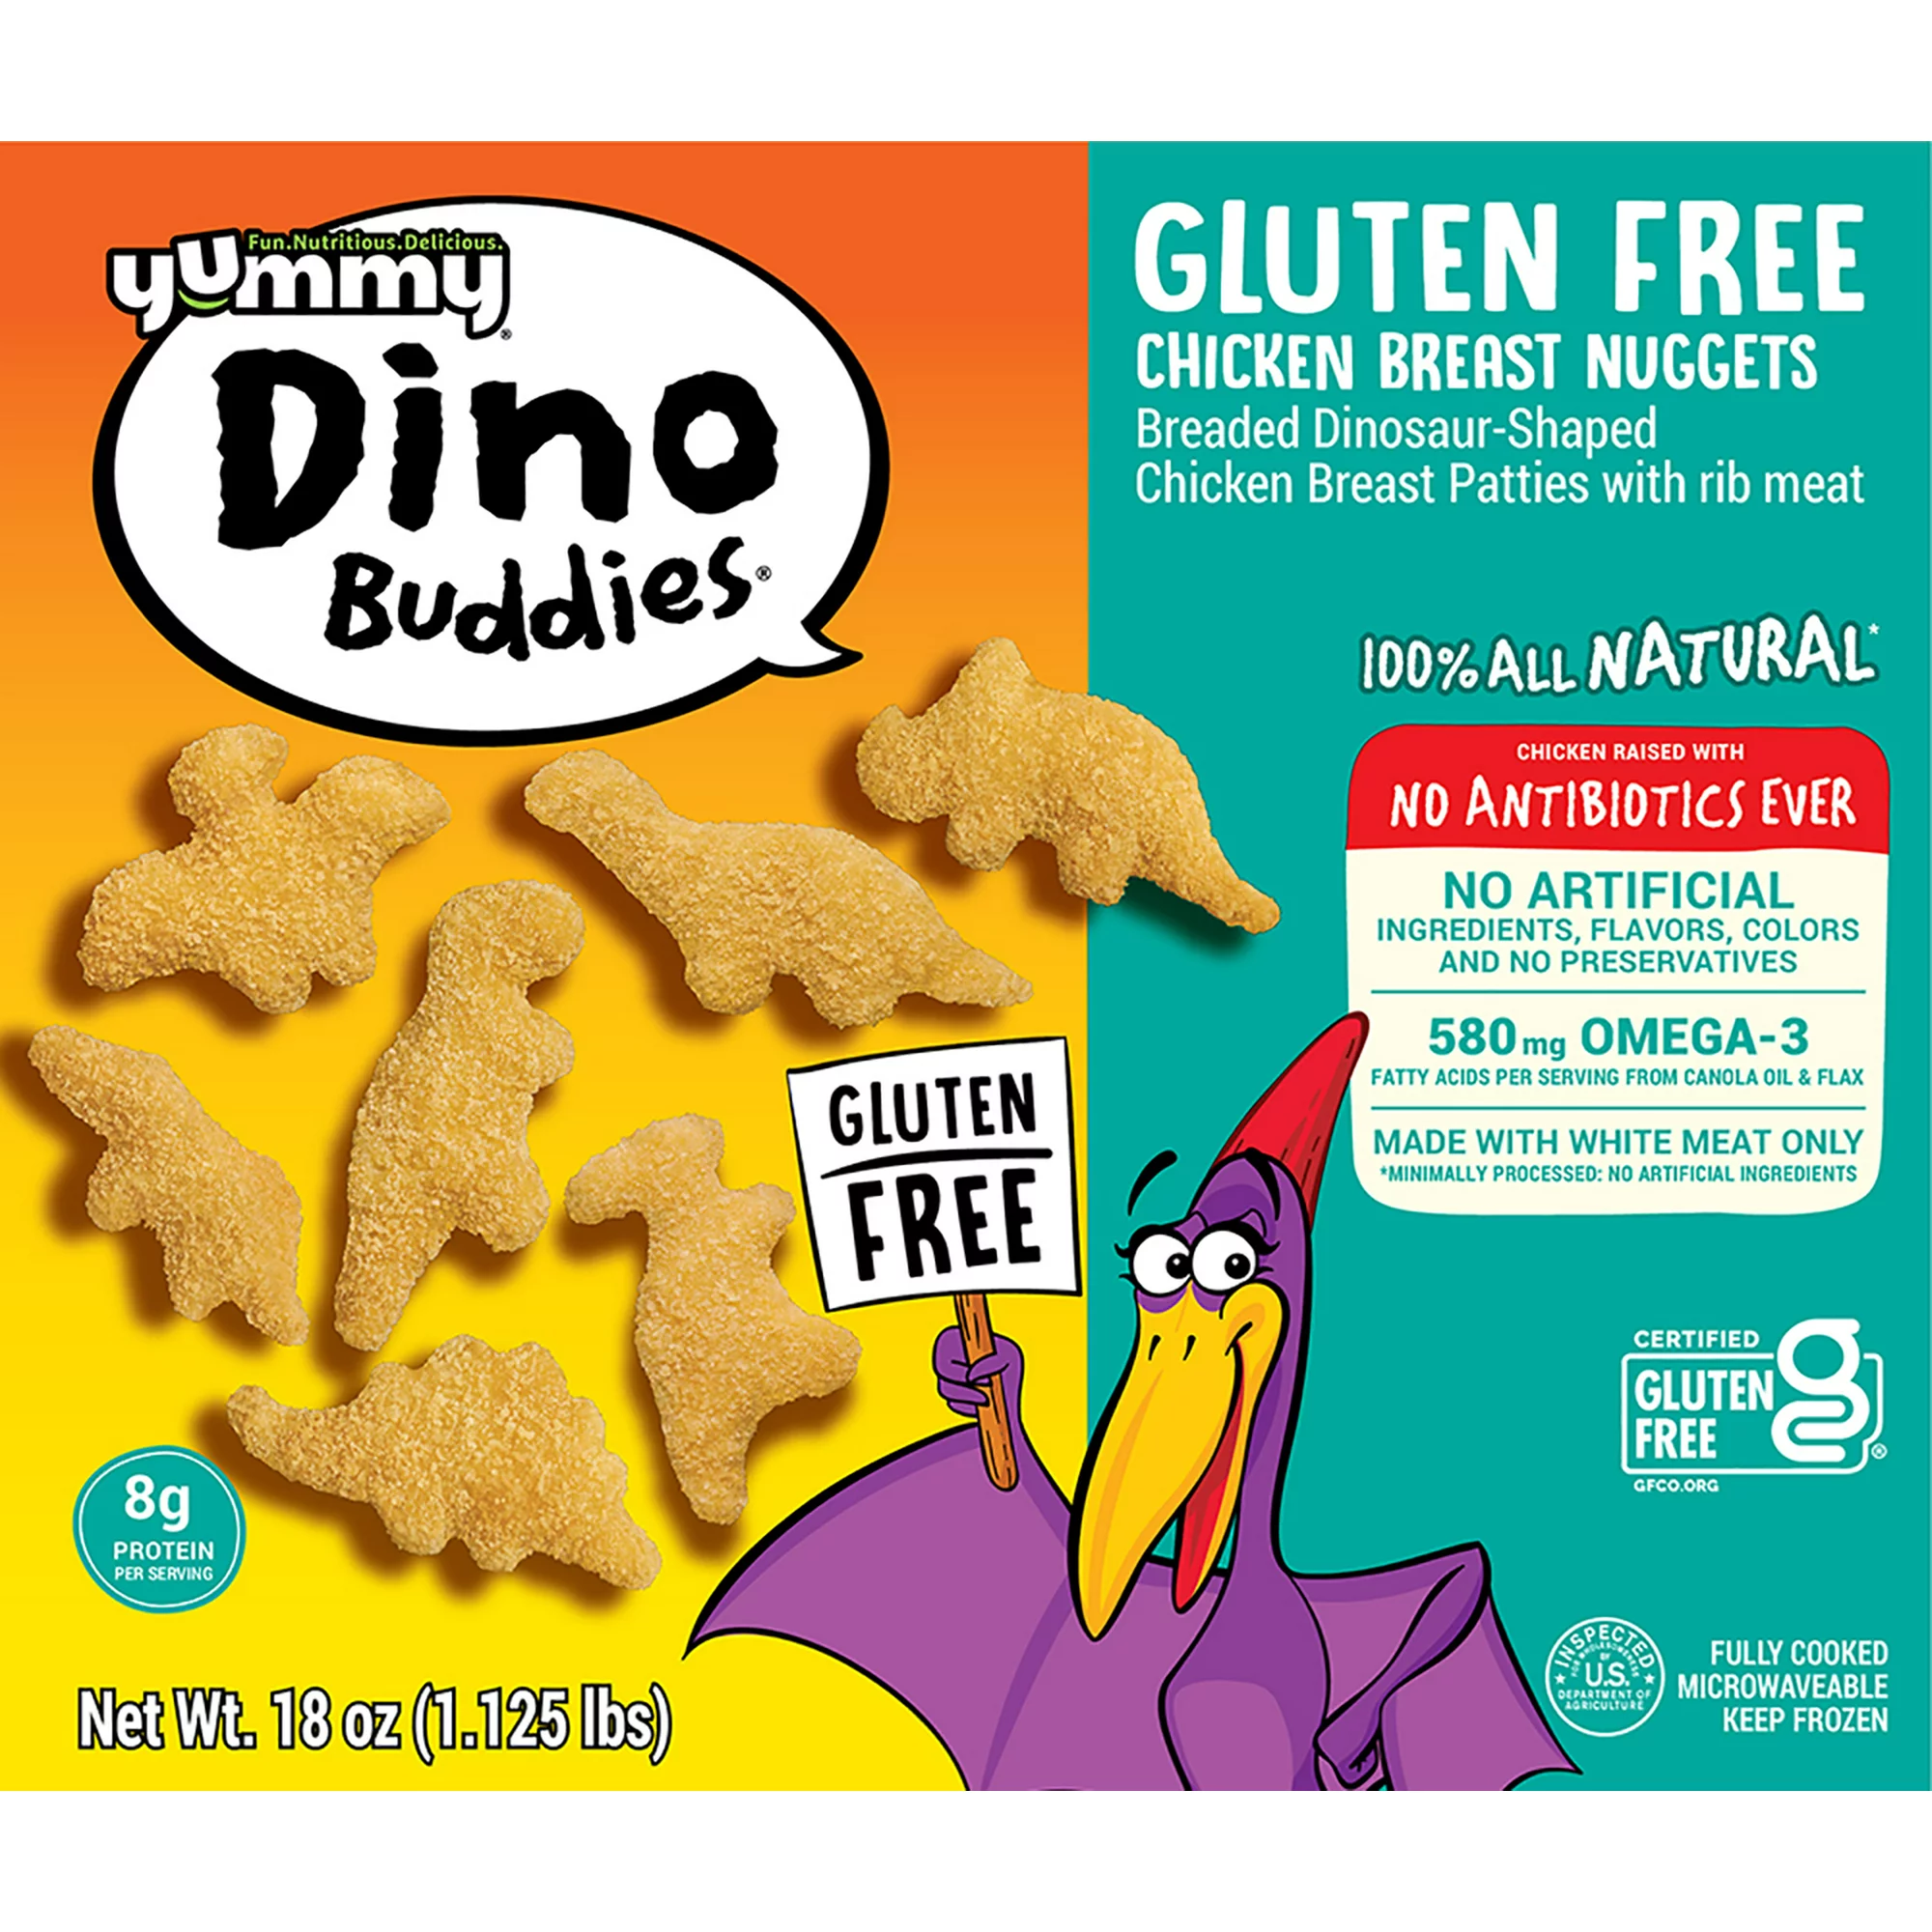 Fun.Nutritious.Delicious.
yummy®
Dino
Buddies®
GLUTEN FREE
CHICKEN BREAST NUGGETS
Breaded Dinosaur-Shaped
Chicken Breast Patties with rib meat
100% ALL NATURAL*
CHICKEN RAISED WITH
NO ANTIBIOTICS EVER
NO ARTIFICIAL
INGREDIENTS, FLAVORS, COLORS
AND NO PRESERVATIVES
580mg OMEGA-3
FATTY ACIDS PER SERVING FROM CANOLA OIL & FLAX
MADE WITH WHITE MEAT ONLY
*MINIMALLY PROCESSED: NO ARTIFICIAL INGREDIENTS
GLUTEN
FREE
CERTIFIED
GLUTEN
FREE
g®
GFCO.ORG
8g
PROTEIN
PER SERVING
Net Wt. 18 oz (1.125 lbs)
INSPECTED
FOR WHOLESOMENESS
BY
U.S.
DEPARTMENT OF
AGRICULTURE
FULLY COOKED
MICROWAVEABLE
KEEP FROZEN